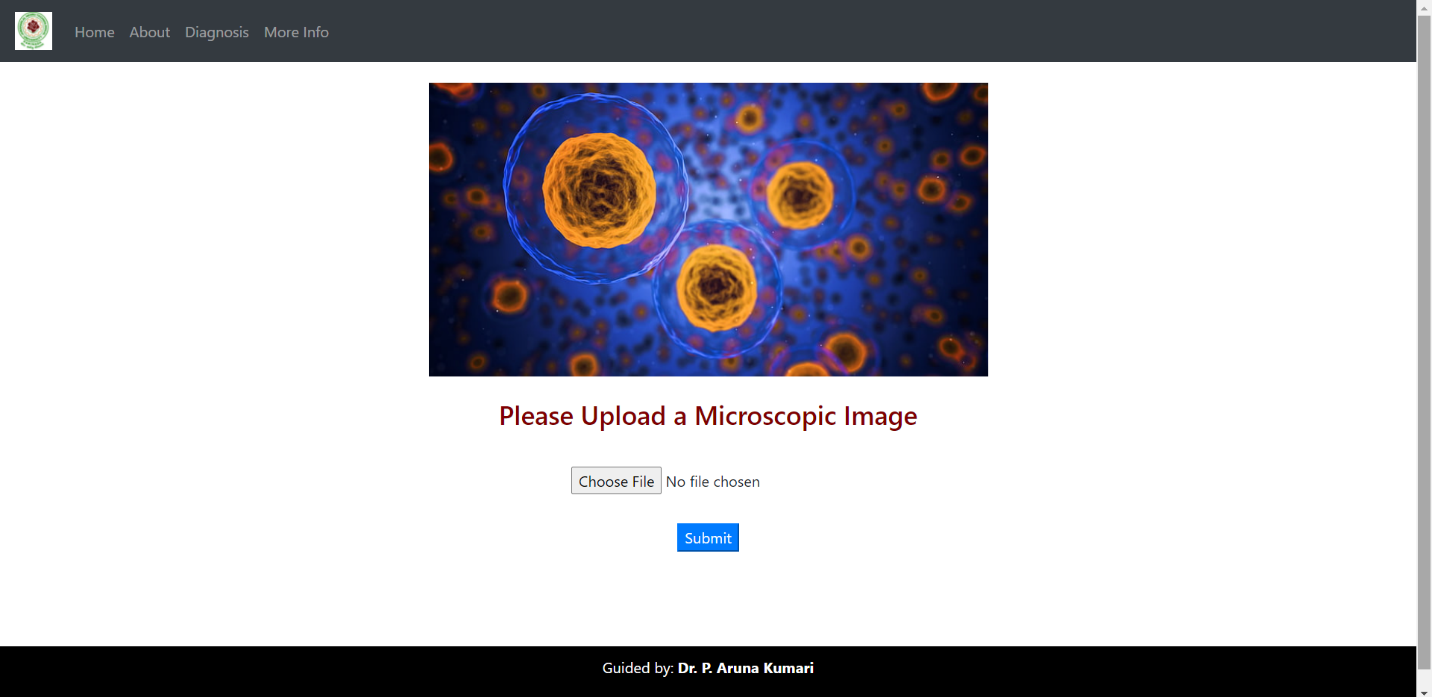 Home About Diagnosis More Info
Please Upload a Microscopic Image
Choose File No file chosen
Submit
Guided by: Dr. P. Aruna Kumari